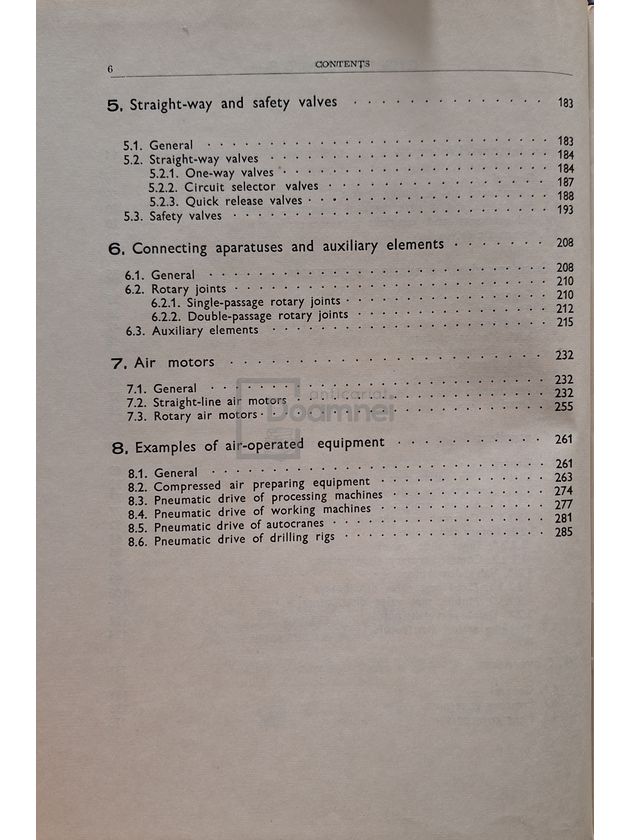 6 CONTENTS
5. Straight-way and safety valves . . . . . . . . . . . . . . 183
5.1. General . . . . . . . . . . . . . . . . . . . . . . . . . . 183
5.2. Straight-way valves . . . . . . . . . . . . . . . . . . . . . . 184
5.2.1. One-way valves . . . . . . . . . . . . . . . . . . . . . 184
5.2.2. Circuit selector valves . . . . . . . . . . . . . . . . . 187
5.2.3. Quick release valves . . . . . . . . . . . . . . . . . . . 188
5.3. Safety valves . . . . . . . . . . . . . . . . . . . . . . . . 193
6. Connecting aparatuses and auxiliary elements . . . . . . . 208
6.1. General . . . . . . . . . . . . . . . . . . . . . . . . . . 208
6.2. Rotary joints . . . . . . . . . . . . . . . . . . . . . . . . 210
6.2.1. Single-passage rotary joints . . . . . . . . . . . . . . . . 210
6.2.2. Double-passage rotary joints . . . . . . . . . . . . . . . 212
6.3. Auxiliary elements . . . . . . . . . . . . . . . . . . . . . . 215
7. Air motors . . . . . . . . . . . . . . . . . . . . . . . . 232
7.1. General . . . . . . . . . . . . . . . . . . . . . . . . . . 232
7.2. Straight-line air motors . . . . . . . . . . . . . . . . . . . 232
7.3. Rotary air motors . . . . . . . . . . . . . . . . . . . . . . 255
anticariat
Doamnei
8. Examples of air-operated equipment . . . . . . . . . . . 261
8.1. General . . . . . . . . . . . . . . . . . . . . . . . . . . 261
8.2. Compressed air preparing equipment . . . . . . . . . . . . . . 263
8.3. Pneumatic drive of processing machines . . . . . . . . . . . . . 274
8.4. Pneumatic drive of working machines . . . . . . . . . . . . . . 277
8.5. Pneumatic drive of autocranes . . . . . . . . . . . . . . . . . 281
8.6. Pneumatic drive of drilling rigs . . . . . . . . . . . . . . . . 285